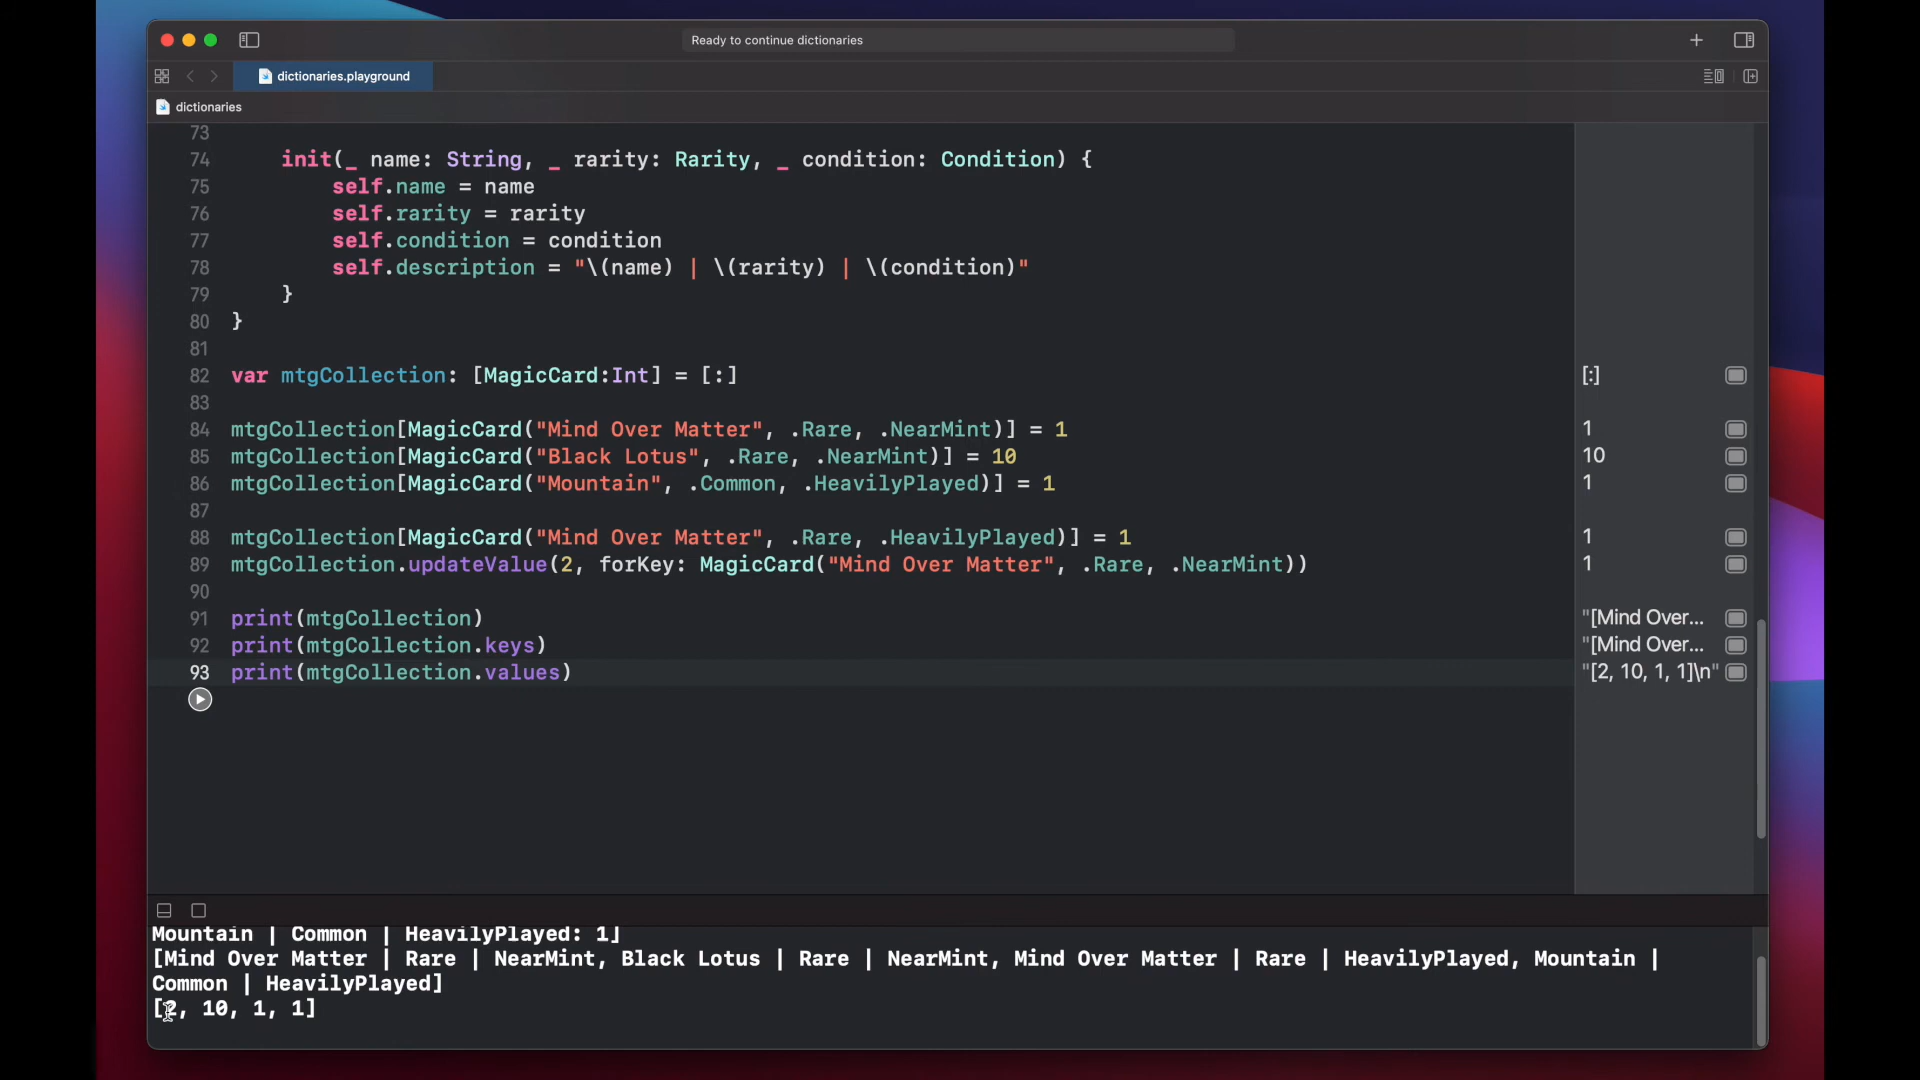 Ready to continue dictionaries
dictionaries.playground
dictionaries
73
74 init(_ name: String, _ rarity: Rarity, _ condition: Condition) {
75 self.name = name
76 self.rarity = rarity
77 self.condition = condition
78 self.description = "\(name) | \(rarity) | \(condition)"
79 }
80 }
81
82 var mtgCollection: [MagicCard:Int] = [:] [:]
83
84 mtgCollection[MagicCard("Mind Over Matter", .Rare, .NearMint)] = 1 1
85 mtgCollection[MagicCard("Black Lotus", .Rare, .NearMint)] = 10 10
86 mtgCollection[MagicCard("Mountain", .Common, .HeavilyPlayed)] = 1 1
87
88 mtgCollection[MagicCard("Mind Over Matter", .Rare, .HeavilyPlayed)] = 1 1
89 mtgCollection.updateValue(2, forKey: MagicCard("Mind Over Matter", .Rare, .NearMint)) 1
90
91 print(mtgCollection) "[Mind Over...
92 print(mtgCollection.keys) "[Mind Over...
93 print(mtgCollection.values) "[2, 10, 1, 1]\n"
Mountain | Common | HeavilyPlayed: 1]
[Mind Over Matter | Rare | NearMint, Black Lotus | Rare | NearMint, Mind Over Matter | Rare | HeavilyPlayed, Mountain |
Common | HeavilyPlayed]
[2, 10, 1, 1]